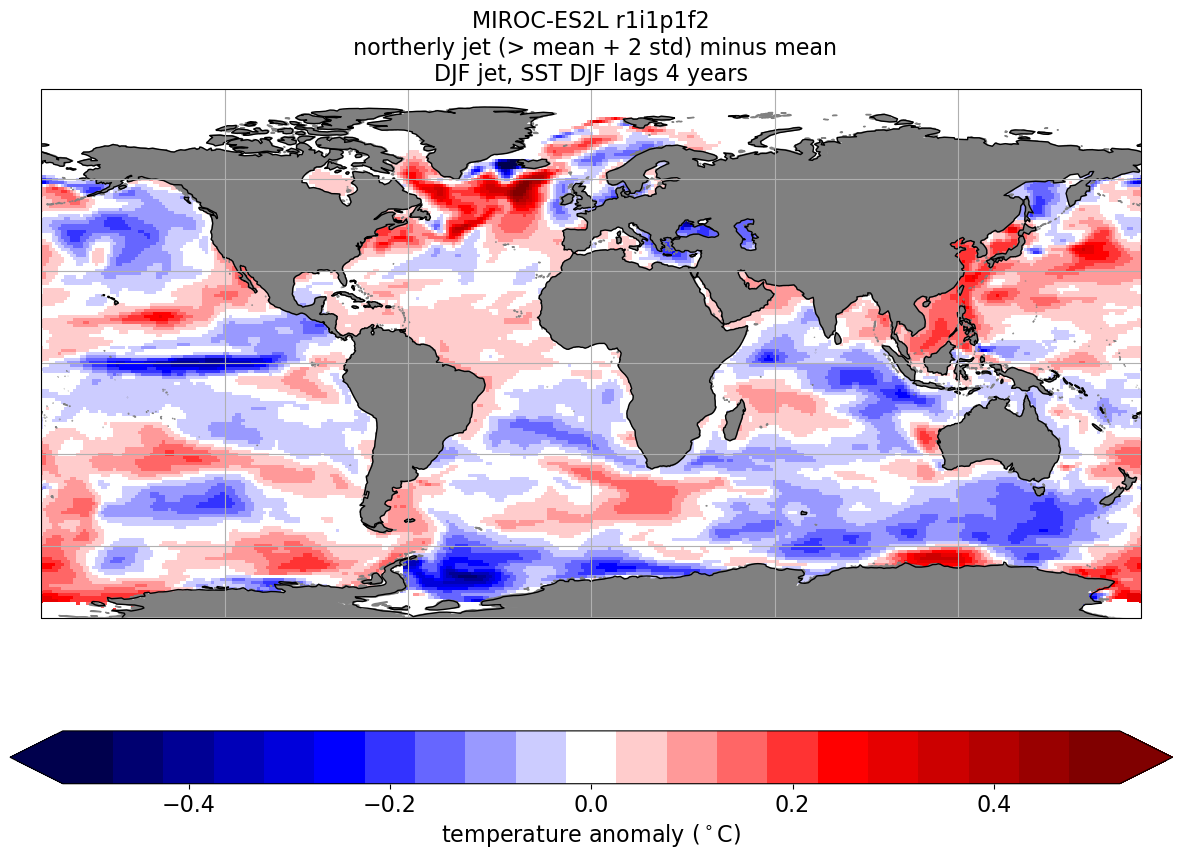 MIROC-ES2L r1i1p1f2
northerly jet (> mean + 2 std) minus mean
DJF jet, SST DJF lags 4 years
−0.4 −0.2 0.0 0.2 0.4
temperature anomaly (°C)